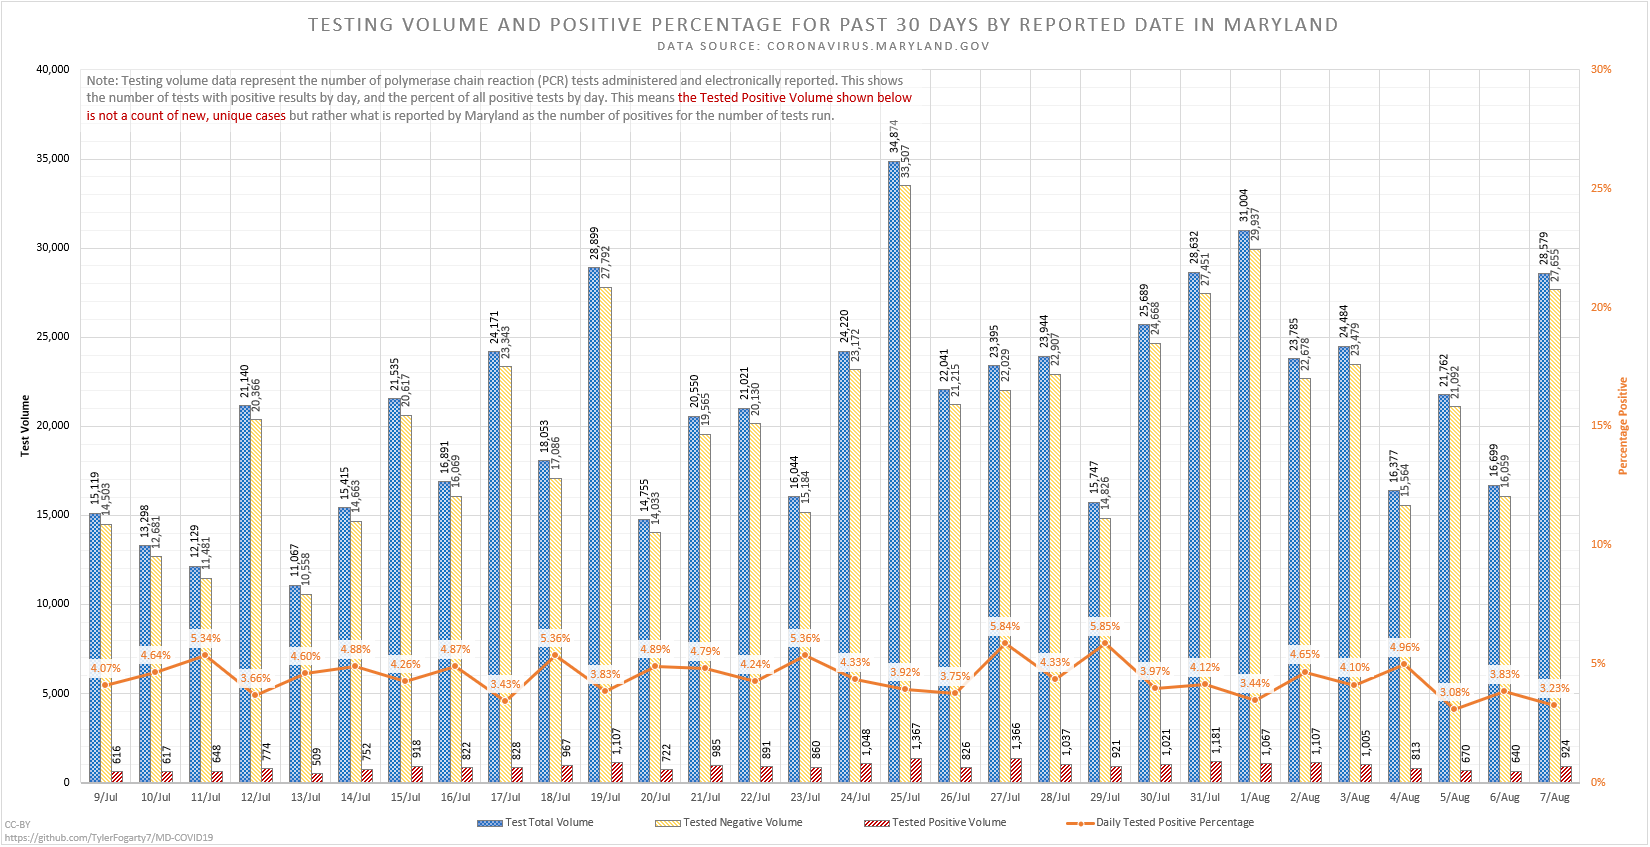 TESTING VOLUME AND POSITIVE PERCENTAGE FOR PAST 30 DAYS BY REPORTED DATE IN MARYLAND
DATA SOURCE: CORONAVIRUS.MARYLAND.GOV
Note: Testing volume data represent the number of polymerase chain reaction (PCR) tests administered and electronically reported. This shows
the number of tests with positive results by day, and the percent of all positive tests by day. This means the Tested Positive Volume shown below
is not a count of new, unique cases but rather what is reported by Maryland as the number of positives for the number of tests run.
Test Volume
40,000
35,000
30,000
25,000
20,000
15,000
10,000
5,000
0
Percentage Positive
30%
25%
20%
15%
10%
5%
0%
15,119 14,503 4.07% 616 9/Jul
13,298 12,681 4.64% 617 10/Jul
12,129 11,481 5.34% 648 11/Jul
21,140 20,366 3.66% 774 12/Jul
11,067 10,558 4.60% 509 13/Jul
15,415 14,663 4.88% 752 14/Jul
21,535 20,617 4.26% 918 15/Jul
16,891 16,069 4.87% 822 16/Jul
24,171 23,343 3.43% 828 17/Jul
18,053 17,086 5.36% 967 18/Jul
28,899 27,792 3.83% 1,107 19/Jul
14,755 14,033 4.89% 722 20/Jul
20,550 19,565 4.79% 985 21/Jul
21,021 20,130 4.24% 891 22/Jul
16,044 15,184 5.36% 860 23/Jul
24,220 23,172 4.33% 1,048 24/Jul
34,874 33,507 3.92% 1,367 25/Jul
22,041 21,215 3.75% 826 26/Jul
23,395 22,029 5.84% 1,366 27/Jul
23,944 22,907 4.33% 1,037 28/Jul
15,747 14,826 5.85% 921 29/Jul
25,689 24,668 3.97% 1,021 30/Jul
28,632 27,451 4.12% 1,181 31/Jul
31,004 29,937 3.44% 1,067 1/Aug
23,785 22,678 4.65% 1,107 2/Aug
24,484 23,479 4.10% 1,005 3/Aug
16,377 15,564 4.96% 813 4/Aug
21,762 21,092 3.08% 670 5/Aug
16,699 16,059 3.83% 640 6/Aug
28,579 27,655 3.23% 924 7/Aug
Test Total Volume
Tested Negative Volume
Tested Positive Volume
Daily Tested Positive Percentage
CC-BY
https://github.com/TylerFogarty7/MD-COVID19